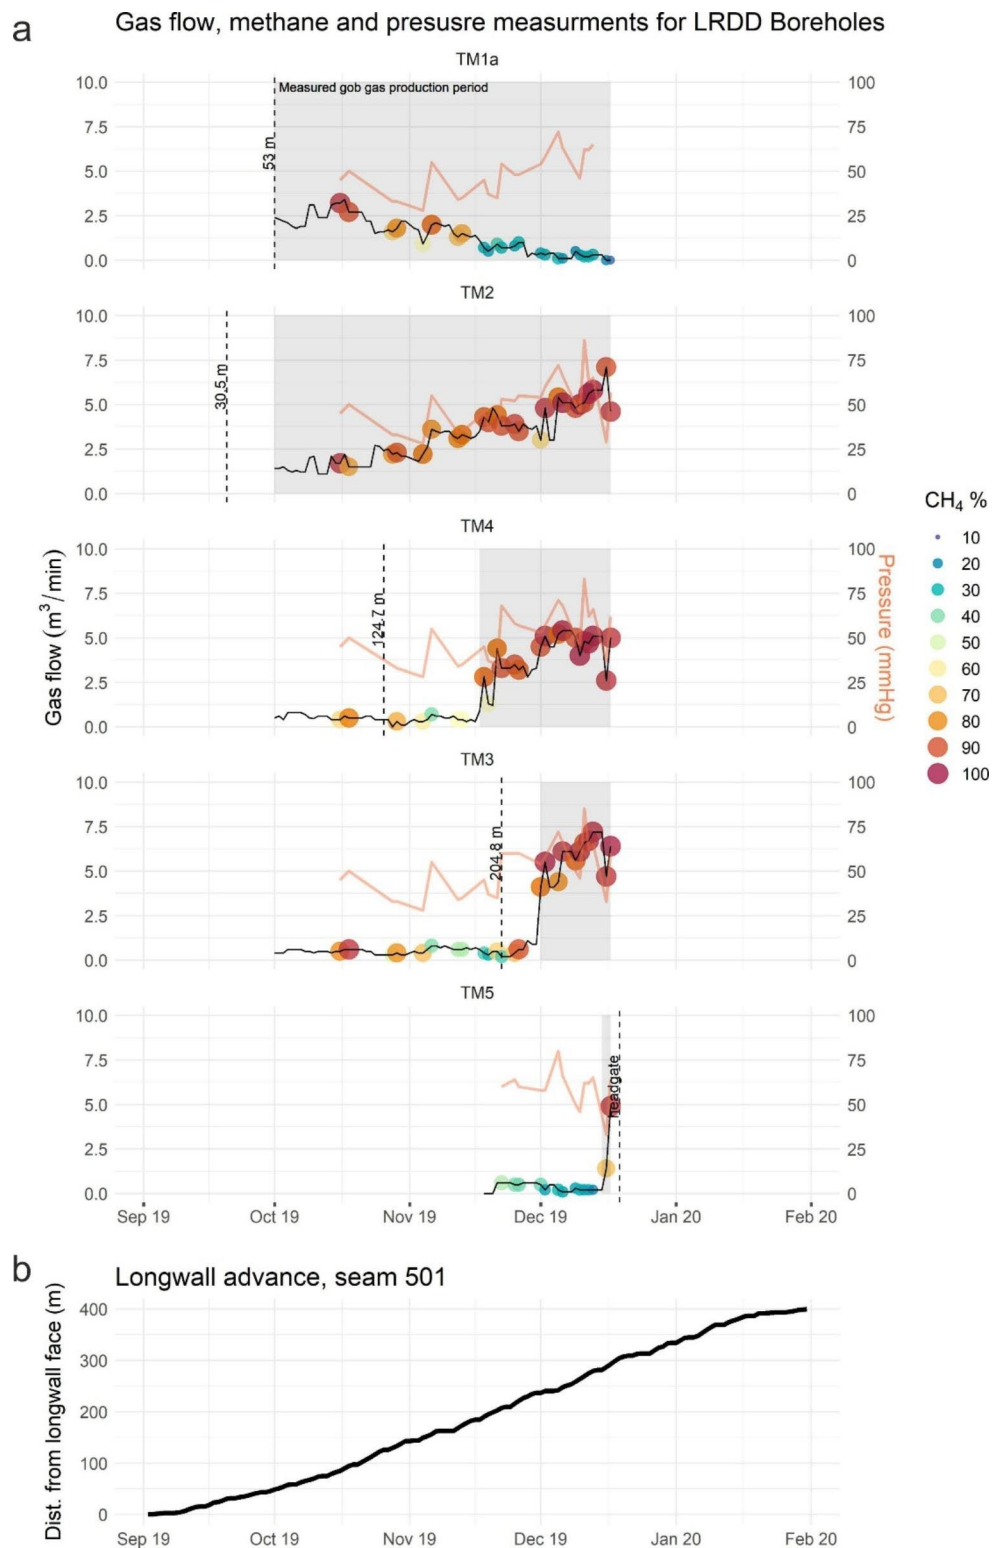 a
Gas flow, methane and presusre measurments for LRDD Boreholes
TM1a
Measured gob gas production period
53 m
10.0 100
7.5 75
5.0 50
2.5 25
0.0 0
TM2
30.5 m
10.0 100
7.5 75
5.0 50
2.5 25
0.0 0
TM4
124.7 m
10.0 100
7.5 75
5.0 50
2.5 25
0.0 0
Gas flow (m³/min)
Pressure (mmHg)
TM3
204.8 m
10.0 100
7.5 75
5.0 50
2.5 25
0.0 0
TM5
headgate
10.0 100
7.5 75
5.0 50
2.5 25
0.0 0
Sep 19 Oct 19 Nov 19 Dec 19 Jan 20 Feb 20
CH₄ %
10
20
30
40
50
60
70
80
90
100
b
Longwall advance, seam 501
Dist. from longwall face (m)
400
300
200
100
0
Sep 19 Oct 19 Nov 19 Dec 19 Jan 20 Feb 20